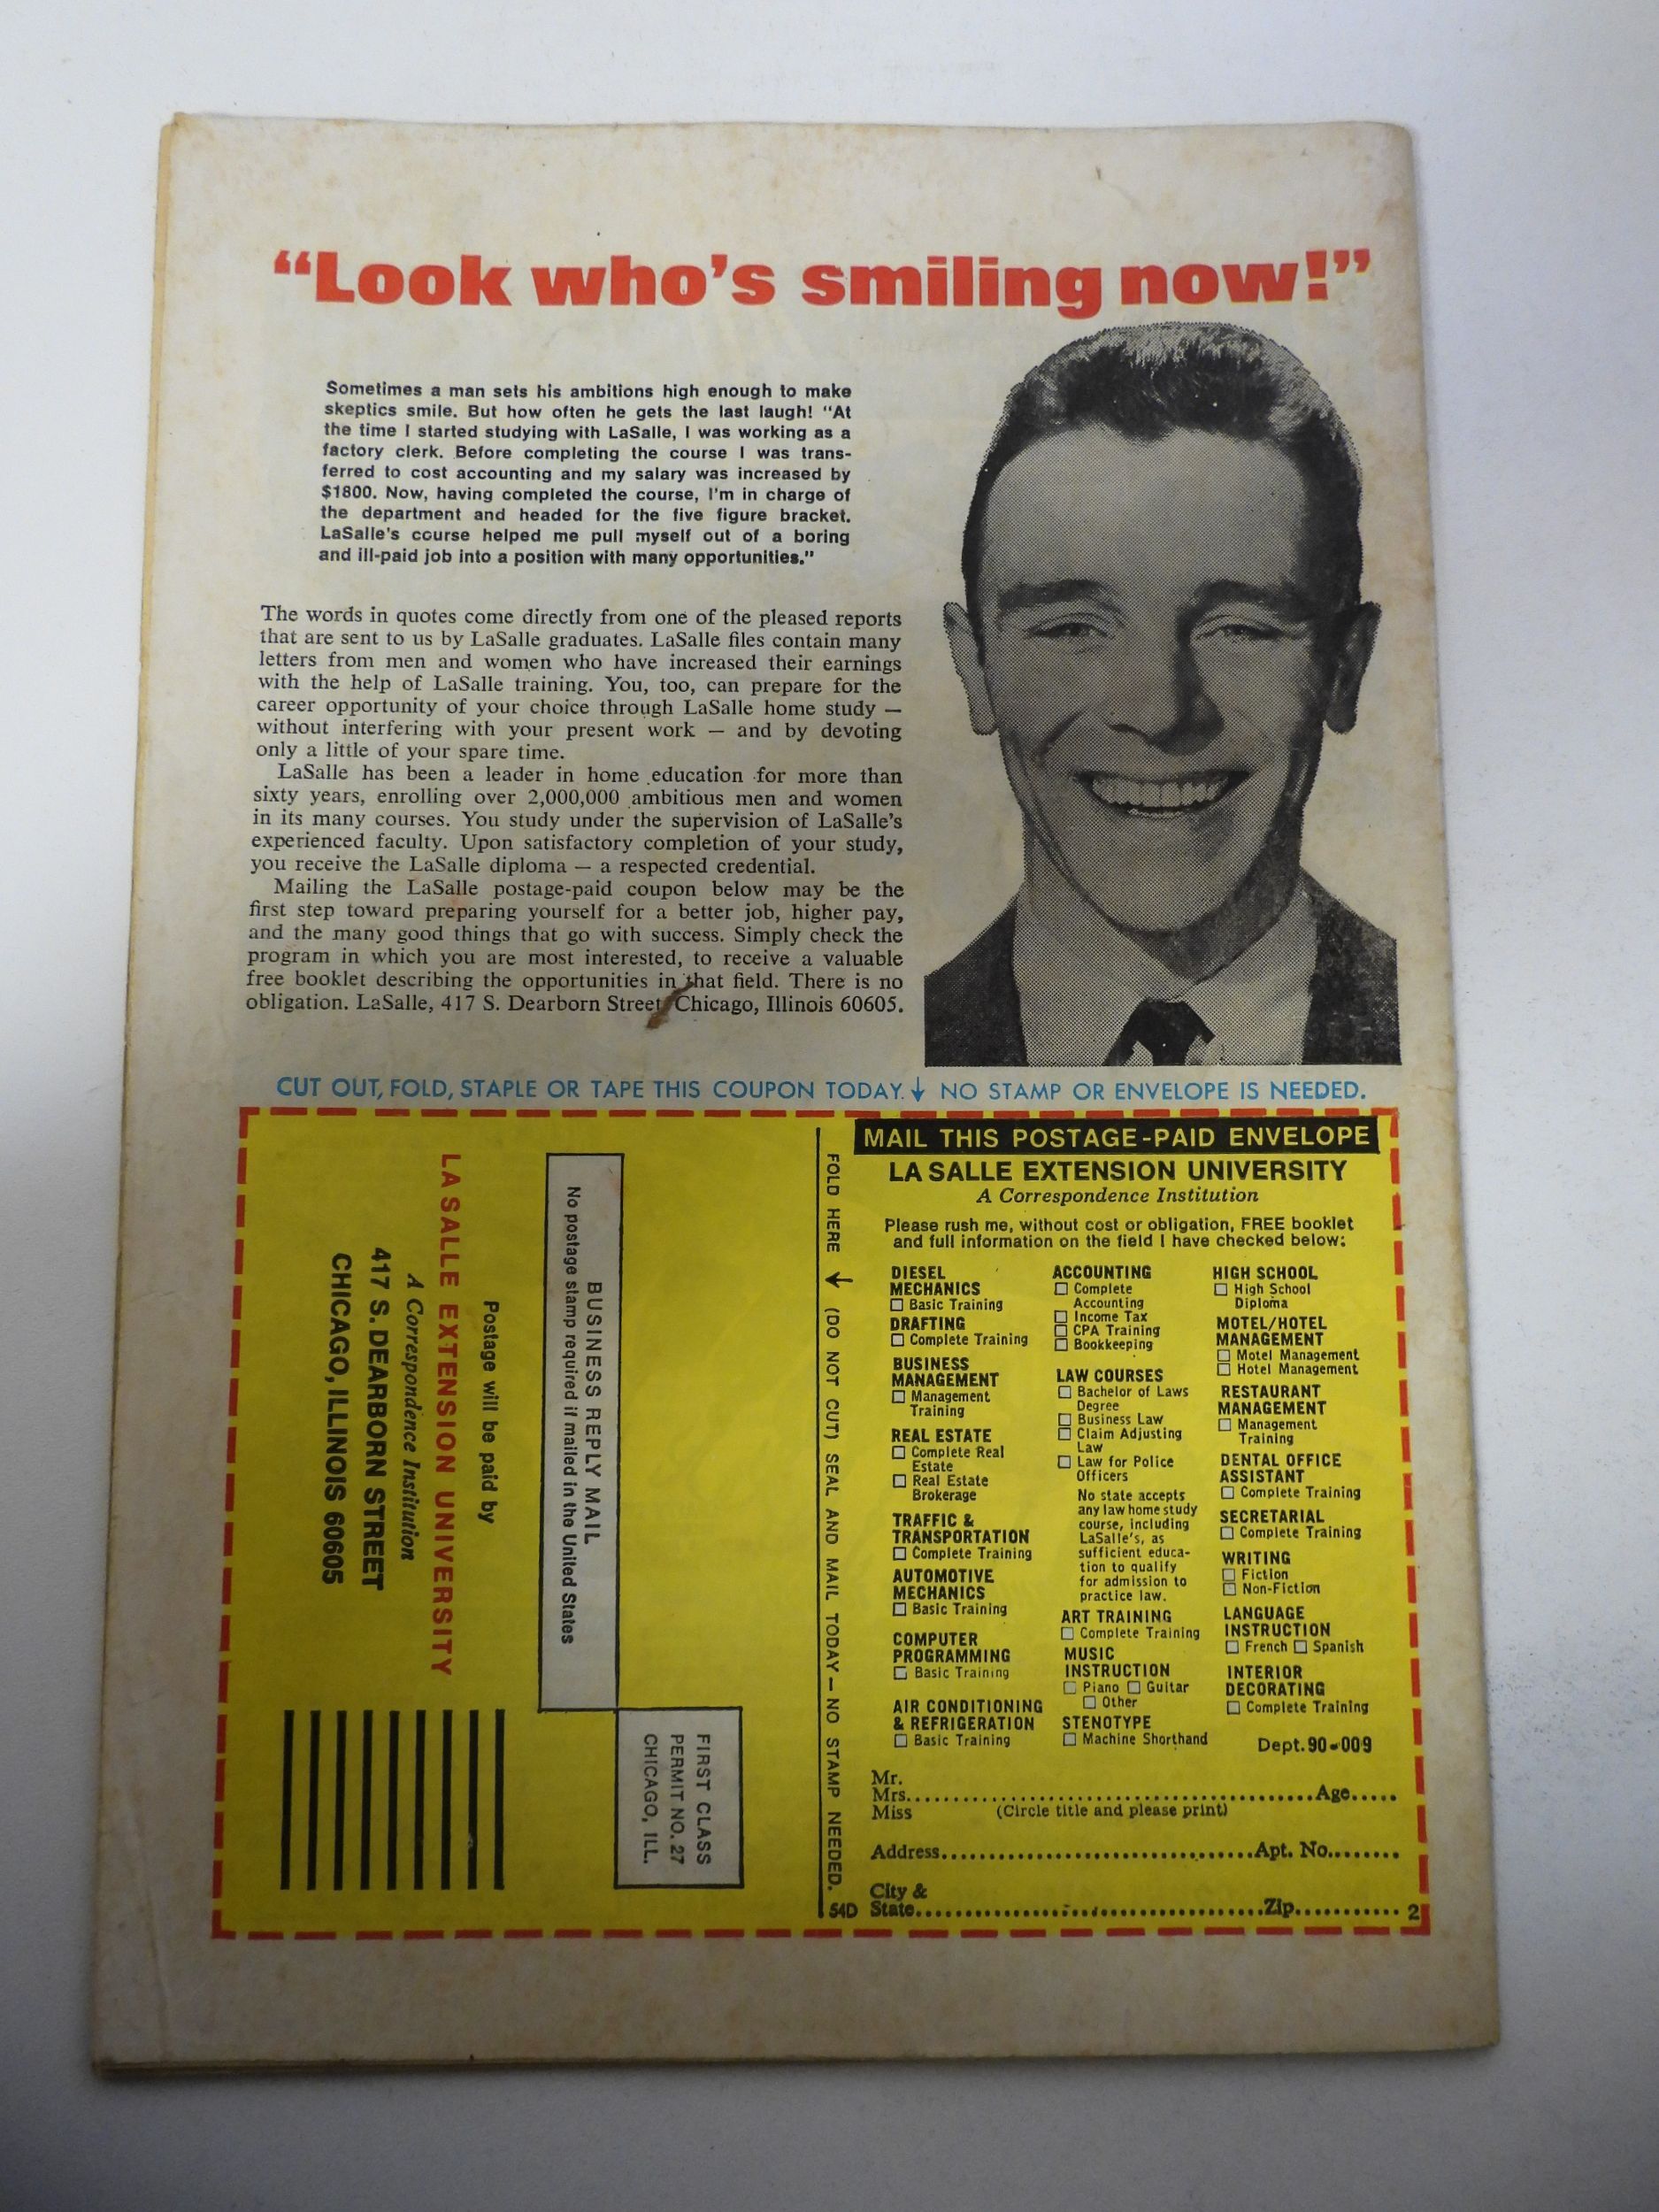 “Look who’s smiling now!”
Sometimes a man sets his ambitions high enough to make
skeptics smile. But how often he gets the last laugh! “At
the time I started studying with LaSalle, I was working as a
factory clerk. Before completing the course I was trans-
ferred to cost accounting and my salary was increased by
$1800. Now, having completed the course, I’m in charge of
the department and headed for the five figure bracket.
LaSalle’s course helped me pull myself out of a boring
and ill-paid job into a position with many opportunities.”
The words in quotes come directly from one of the pleased reports
that are sent to us by LaSalle graduates. LaSalle files contain many
letters from men and women who have increased their earnings
with the help of LaSalle training. You, too, can prepare for the
career opportunity of your choice through LaSalle home study —
without interfering with your present work — and by devoting
only a little of your spare time.
LaSalle has been a leader in home education for more than
sixty years, enrolling over 2,000,000 ambitious men and women
in its many courses. You study under the supervision of LaSalle’s
experienced faculty. Upon satisfactory completion of your study,
you receive the LaSalle diploma — a respected credential.
Mailing the LaSalle postage-paid coupon below may be the
first step toward preparing yourself for a better job, higher pay,
and the many good things that go with success. Simply check the
program in which you are most interested, to receive a valuable
free booklet describing the opportunities in that field. There is no
obligation. LaSalle, 417 S. Dearborn Street, Chicago, Illinois 60605.
CUT OUT, FOLD, STAPLE OR TAPE THIS COUPON TODAY. ↓ NO STAMP OR ENVELOPE IS NEEDED.
FIRST CLASS
PERMIT NO. 27
CHICAGO, ILL.
BUSINESS REPLY MAIL
No postage stamp required if mailed in the United States
Postage will be paid by
LA SALLE EXTENSION UNIVERSITY
A Correspondence Institution
417 S. DEARBORN STREET
CHICAGO, ILLINOIS 60605
FOLD HERE → (DO NOT CUT) SEAL AND MAIL TODAY — NO STAMP NEEDED.
54D
MAIL THIS POSTAGE-PAID ENVELOPE
LA SALLE EXTENSION UNIVERSITY
A Correspondence Institution
Please rush me, without cost or obligation, FREE booklet
and full information on the field I have checked below:
DIESEL
MECHANICS
☐ Basic Training
DRAFTING
☐ Complete Training
BUSINESS
MANAGEMENT
☐ Management
Training
REAL ESTATE
☐ Complete Real
Estate
☐ Real Estate
Brokerage
TRAFFIC &
TRANSPORTATION
☐ Complete Training
AUTOMOTIVE
MECHANICS
☐ Basic Training
COMPUTER
PROGRAMMING
☐ Basic Training
AIR CONDITIONING
& REFRIGERATION
☐ Basic Training
ACCOUNTING
☐ Complete
Accounting
☐ Income Tax
☐ CPA Training
☐ Bookkeeping
LAW COURSES
☐ Bachelor of Laws
Degree
☐ Business Law
☐ Claim Adjusting
Law
☐ Law for Police
Officers
No state accepts
any law home study
course, including
LaSalle’s, as
sufficient educa-
tion to qualify
for admission to
practice law.
ART TRAINING
☐ Complete Training
MUSIC
INSTRUCTION
☐ Piano ☐ Guitar
☐ Other
STENOTYPE
☐ Machine Shorthand
HIGH SCHOOL
☐ High School
Diploma
MOTEL/HOTEL
MANAGEMENT
☐ Motel Management
☐ Hotel Management
RESTAURANT
MANAGEMENT
☐ Management
Training
DENTAL OFFICE
ASSISTANT
☐ Complete Training
SECRETARIAL
☐ Complete Training
WRITING
☐ Fiction
☐ Non-Fiction
LANGUAGE
INSTRUCTION
☐ French ☐ Spanish
INTERIOR
DECORATING
☐ Complete Training
Dept. 90-009
Mr.
Mrs. Age
Miss (Circle title and please print)
Address Apt. No.
City &
State Zip 2